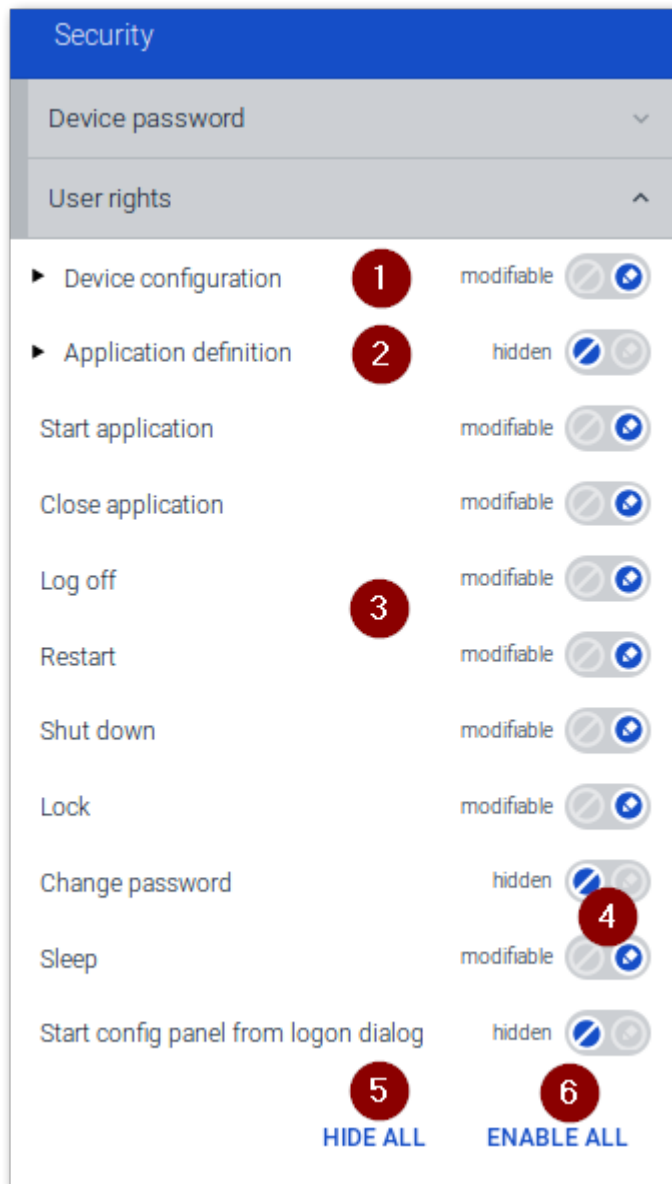 Security
Device password
User rights
Device configuration 1 modifiable
Application definition 2 hidden
Start application modifiable
Close application modifiable
Log off modifiable
3
Restart modifiable
Shut down modifiable
Lock modifiable
Change password hidden
4
Sleep modifiable
Start config panel from logon dialog hidden
5 6
HIDE ALL ENABLE ALL